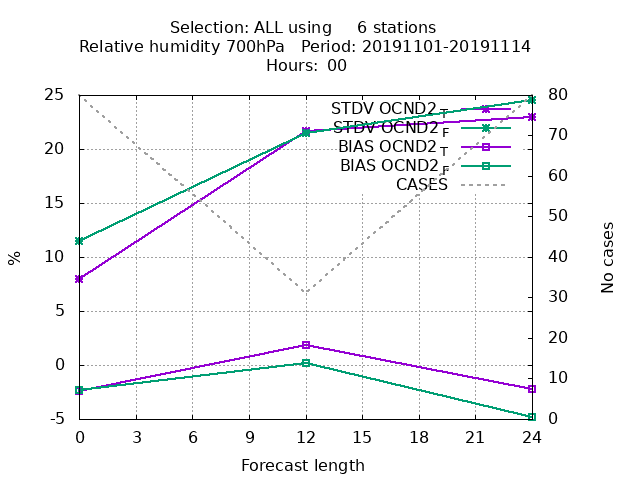 Selection: ALL using 6 stations
Relative humidity 700hPa Period: 20191101-20191114
Hours: 00
25
20
15
10
5
0
-5
%
80
70
60
50
40
30
20
10
0
No cases
STDV OCND2_T
STDV OCND2_F
BIAS OCND2_T
BIAS OCND2_F
CASES
0 3 6 9 12 15 18 21 24
Forecast length